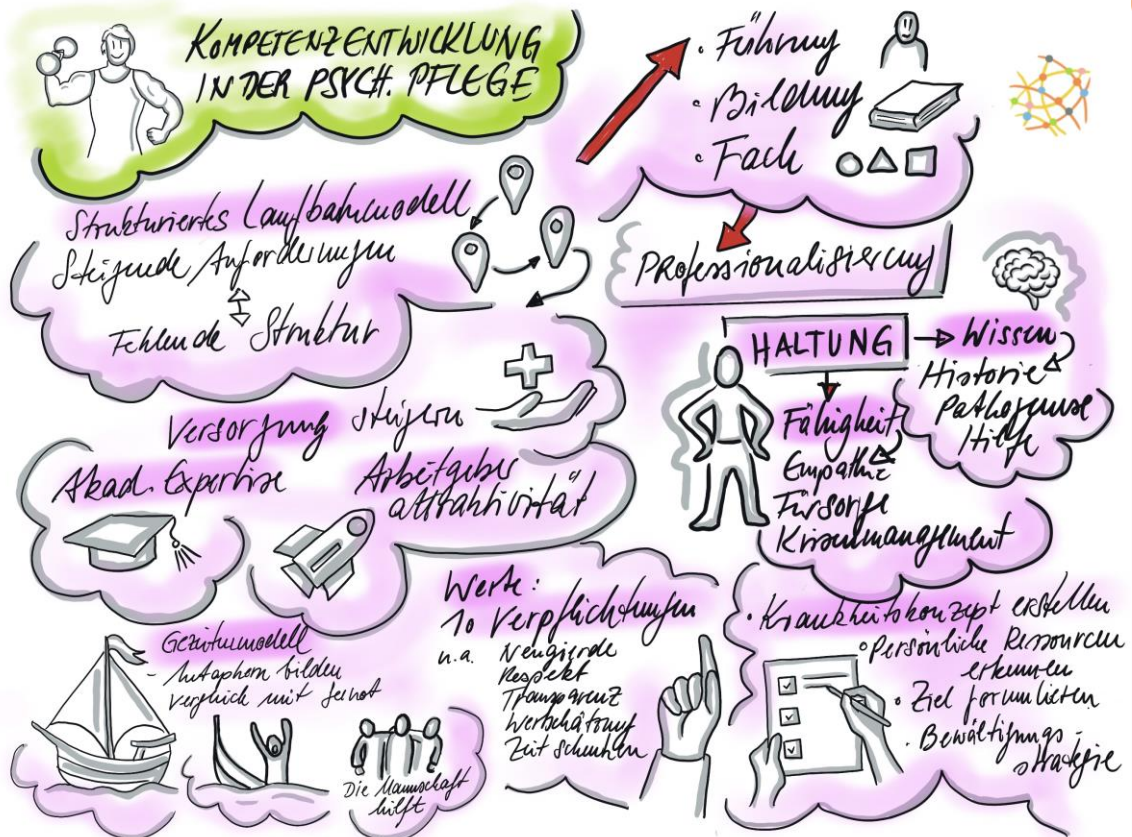 KOMPETENZENTWICKLUNG
IN DER PSYCH. PFLEGE
• Führung
• Bildung
• Fach
Professionalisierung
Strukturiertes Laufbahnmodell
Steigende Anforderungen
Fehlende Struktur
Versorgung steigern
Akad. Expertise
Arbeitgeber
attraktivität
HALTUNG
Wissen
Historie
Pathogenese
Hilfe
Fähigkeit
Empathie
Fürsorge
Krisenmanagement
Gezeitenmodell
- Metaphern bilden
Vergleich mit Seenot
Die Mannschaft
hilft
Werte:
10 Verpflichtungen
u.a. Neugierde
Respekt
Transparenz
Wertschätzung
Zeit schenken
• Krankheitskonzept erstellen
• Persönliche Ressourcen
erkennen
• Ziel formulieren
• Bewältigungs-
strategie